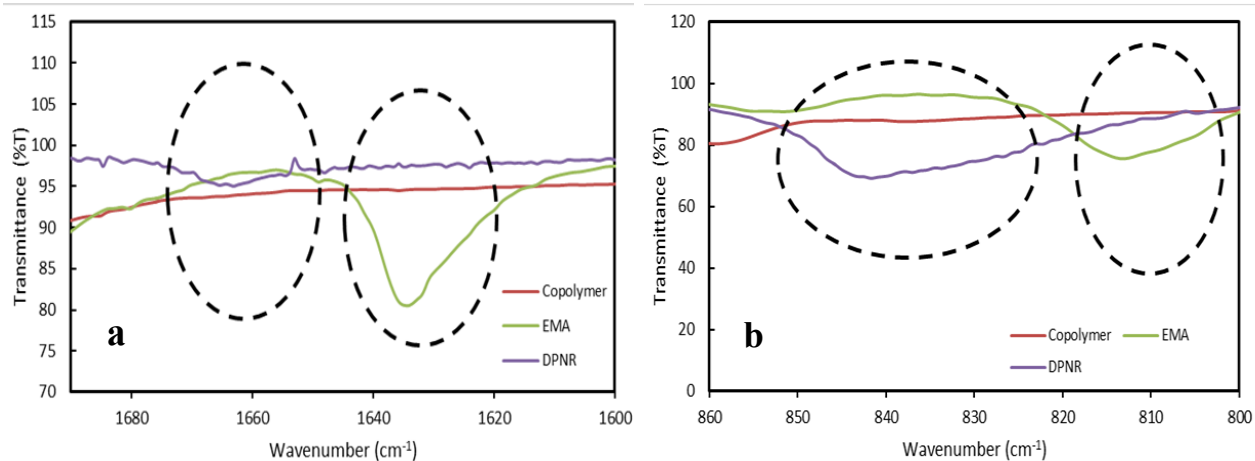 115
110
105
100
95
90
85
80
75
70
Transmittance (%T)
a
Copolymer
EMA
DPNR
1680 1660 1640 1620 1600
Wavenumber (cm-1)
120
100
80
60
40
20
0
Transmittance (%T)
b
Copolymer EMA
DPNR
860 850 840 830 820 810 800
Wavenumber (cm-1)